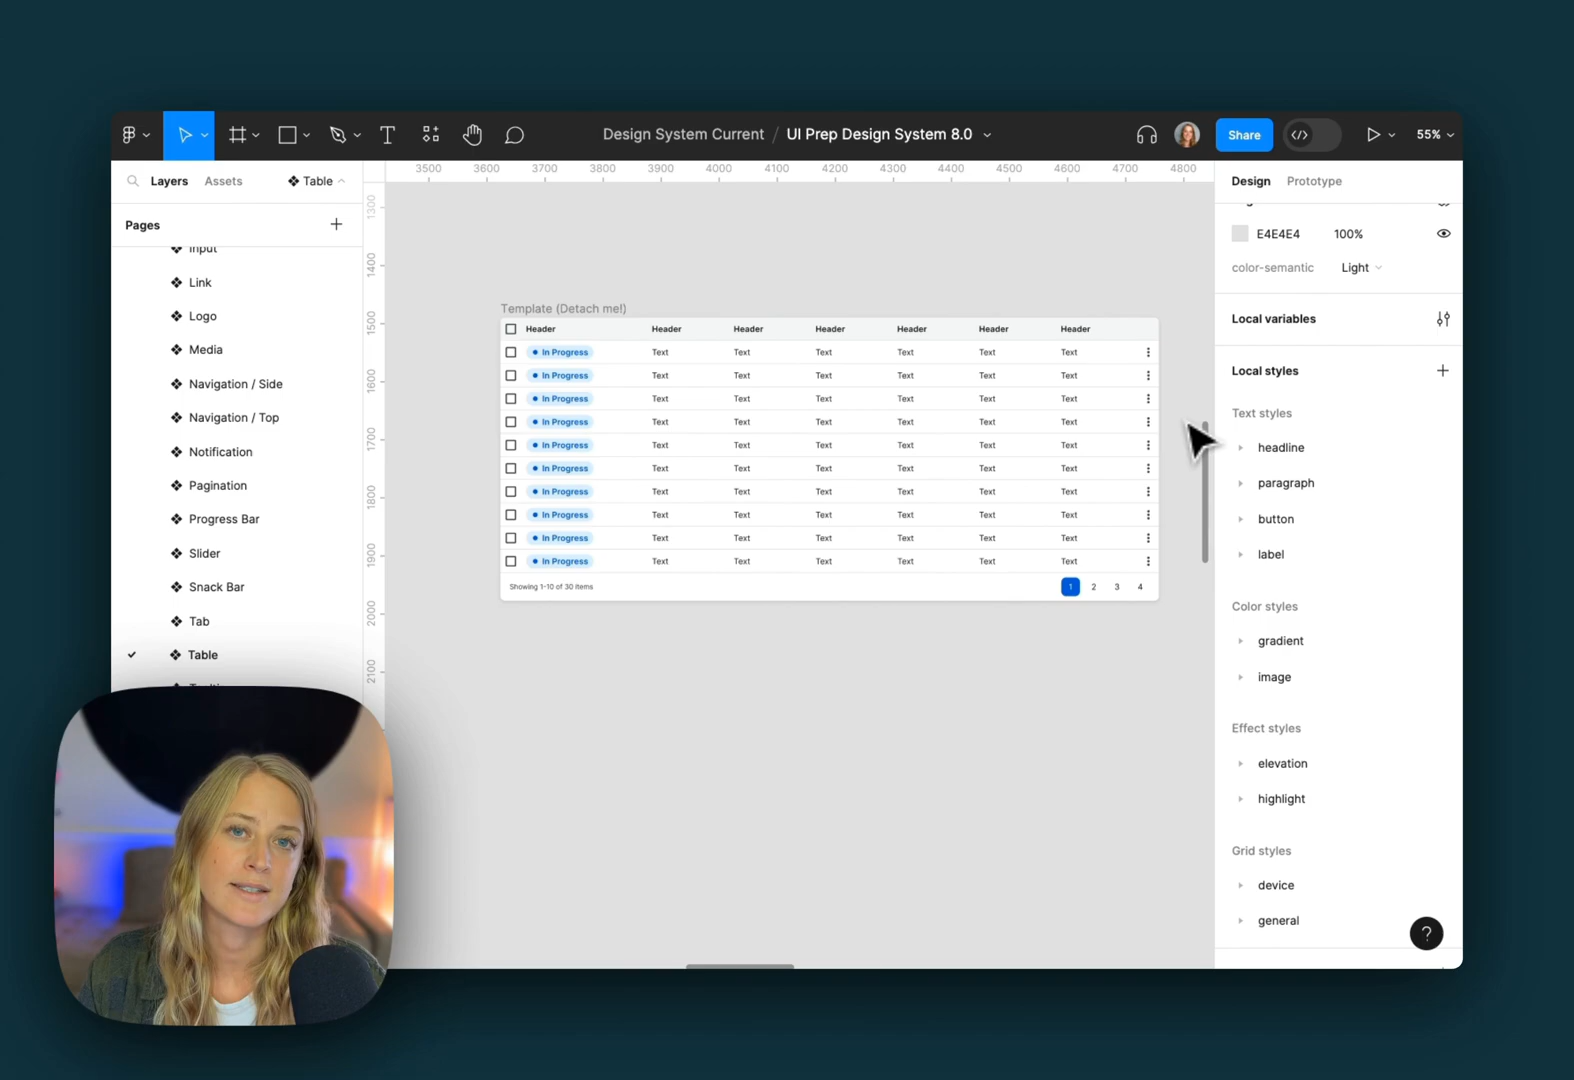 Design System Current / UI Prep Design System 8.0
Share
55%
Layers Assets Table
Pages
Input
Link
Logo
Media
Navigation / Side
Navigation / Top
Notification
Pagination
Progress Bar
Slider
Snack Bar
Tab
Table
3500 3600 3700 3800 3900 4000 4100 4200 4300 4400 4500 4600 4700 4800
1300
1400
1500
1600
1700
1800
1900
2000
2100
Template (Detach me!)
Header Header Header Header Header Header Header
In Progress Text Text Text Text Text Text
In Progress Text Text Text Text Text Text
In Progress Text Text Text Text Text Text
In Progress Text Text Text Text Text Text
In Progress Text Text Text Text Text Text
In Progress Text Text Text Text Text Text
In Progress Text Text Text Text Text Text
In Progress Text Text Text Text Text Text
In Progress Text Text Text Text Text Text
In Progress Text Text Text Text Text Text
Showing 1-10 of 30 items 1 2 3 4
Design Prototype
E4E4E4 100%
color-semantic Light
Local variables
Local styles
Text styles
headline
paragraph
button
label
Color styles
gradient
image
Effect styles
elevation
highlight
Grid styles
device
general
?